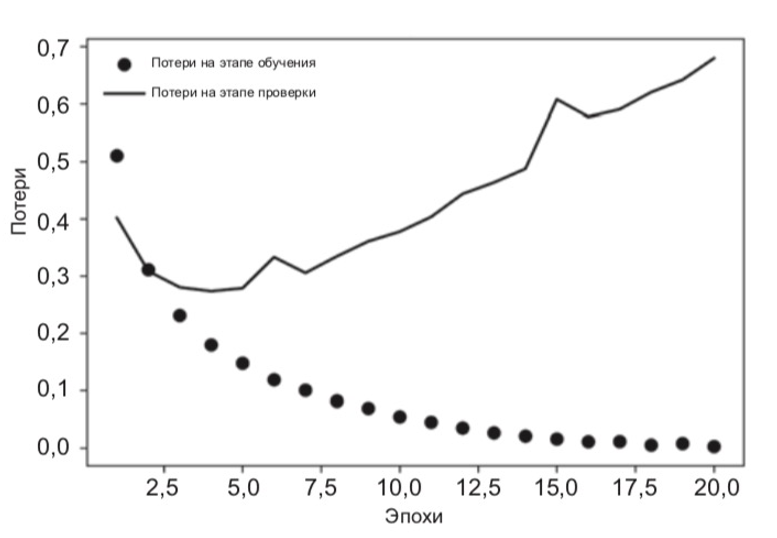 0,7
Потери на этапе обучения
Потери на этапе проверки
0,6
0,5
0,4
0,3
0,2
0,1
0,0
Потери
2,5 5,0 7,5 10,0 12,5 15,0 17,5 20,0
Эпохи